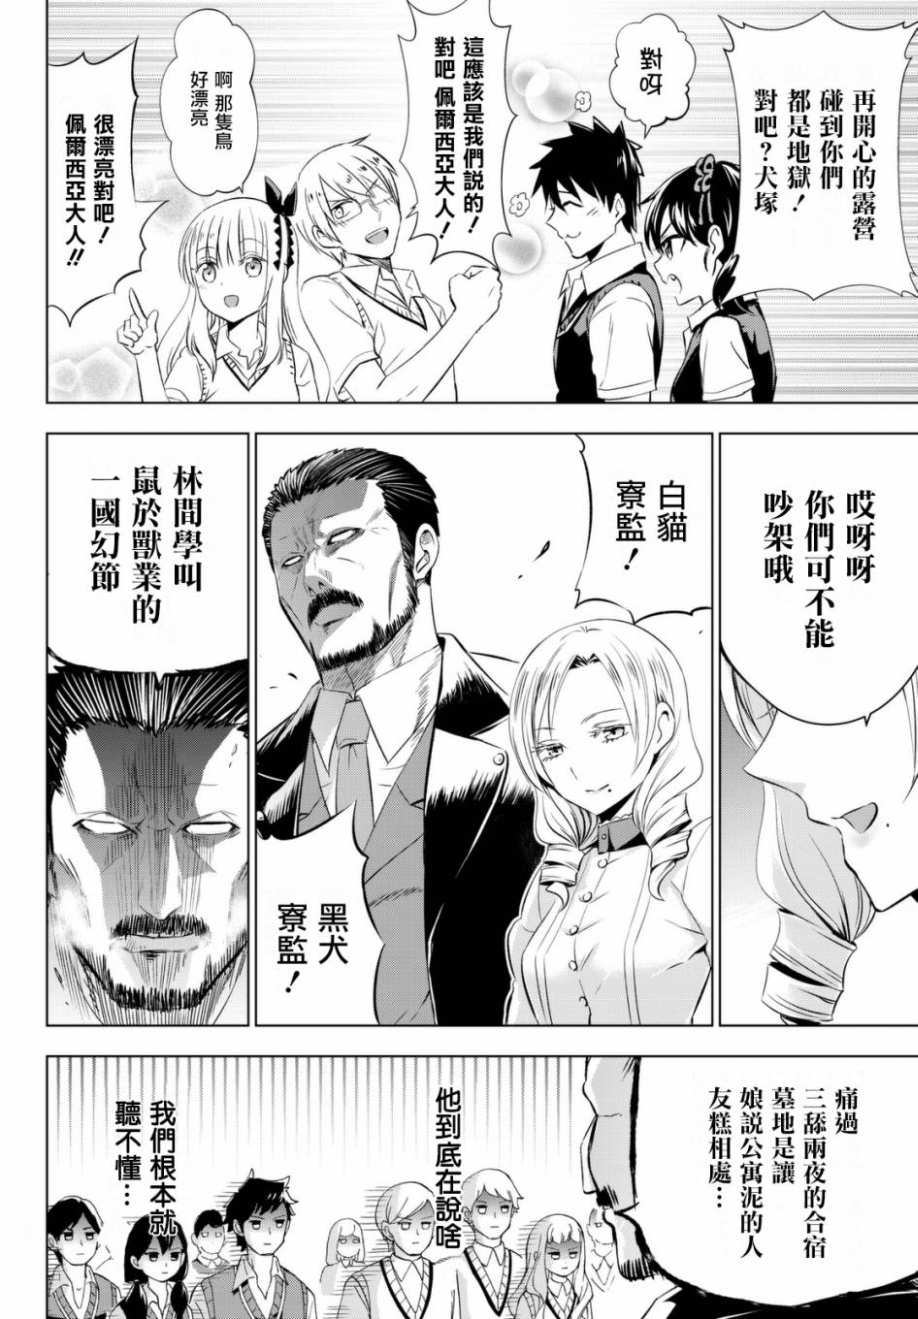 再開心的露營
碰到你們
都是地獄！
對吧？犬塚
對呀
這應該是我們說的！
對吧 佩爾西亞大人！
啊 那隻鳥
好漂亮
很漂亮對吧！
佩爾西亞大人！！
哎呀呀
你們可不能
吵架哦
白貓
寮監！
黑犬
寮監！
林間學叫
鼠於獸業的
一國幻節
痛過
三舔兩夜的合宿
墓地是讓
娘説公寓泥的人
友糕相處…
他到底在說啥
我們根本就
聽不懂…